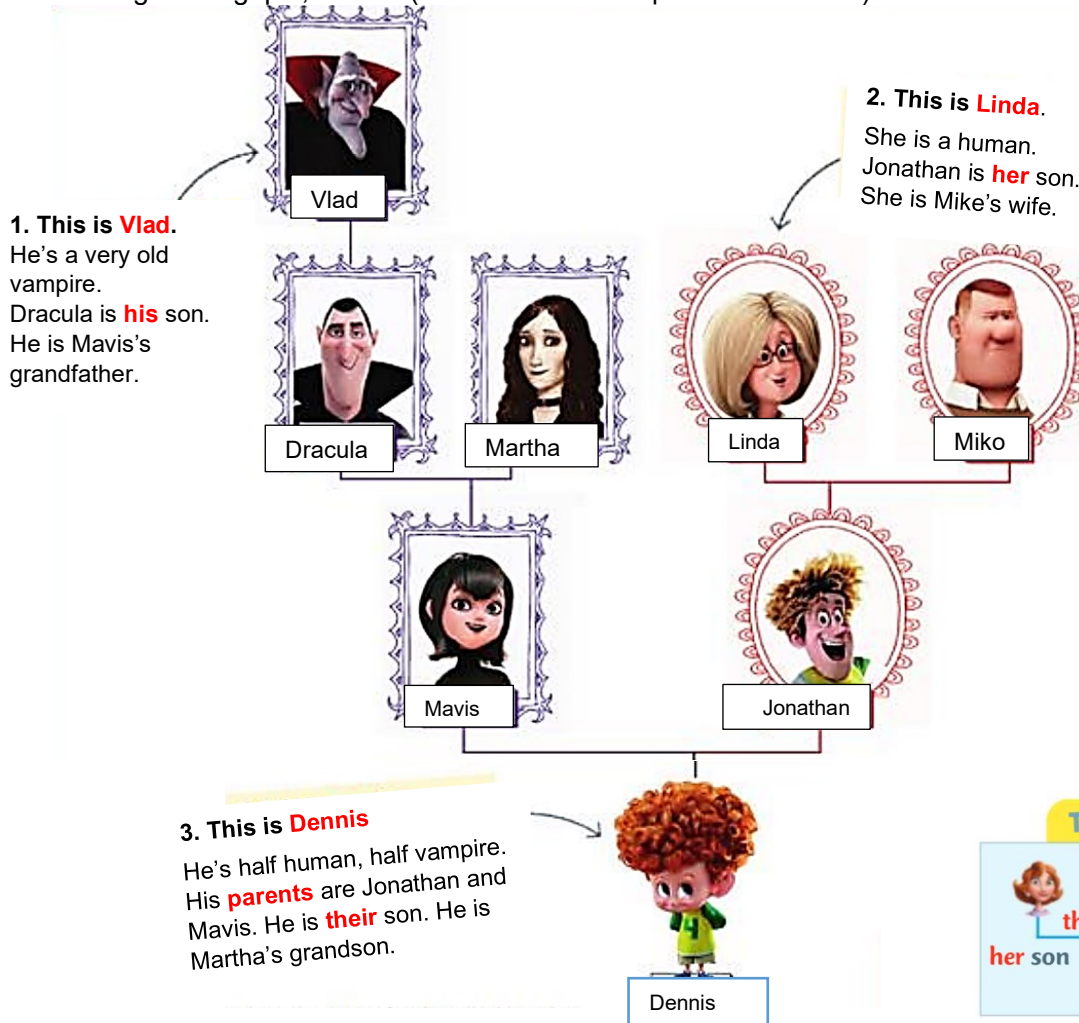 Vlad
2. This is Linda.
She is a human.
Jonathan is her son.
She is Mike's wife.
1. This is Vlad.
He's a very old
vampire.
Dracula is his son.
He is Mavis's
grandfather.
Dracula
Martha
Linda
Miko
Mavis
Jonathan
3. This is Dennis
He's half human, half vampire.
His parents are Jonathan and
Mavis. He is their son. He is
Martha's grandson.
4
Dennis
her son